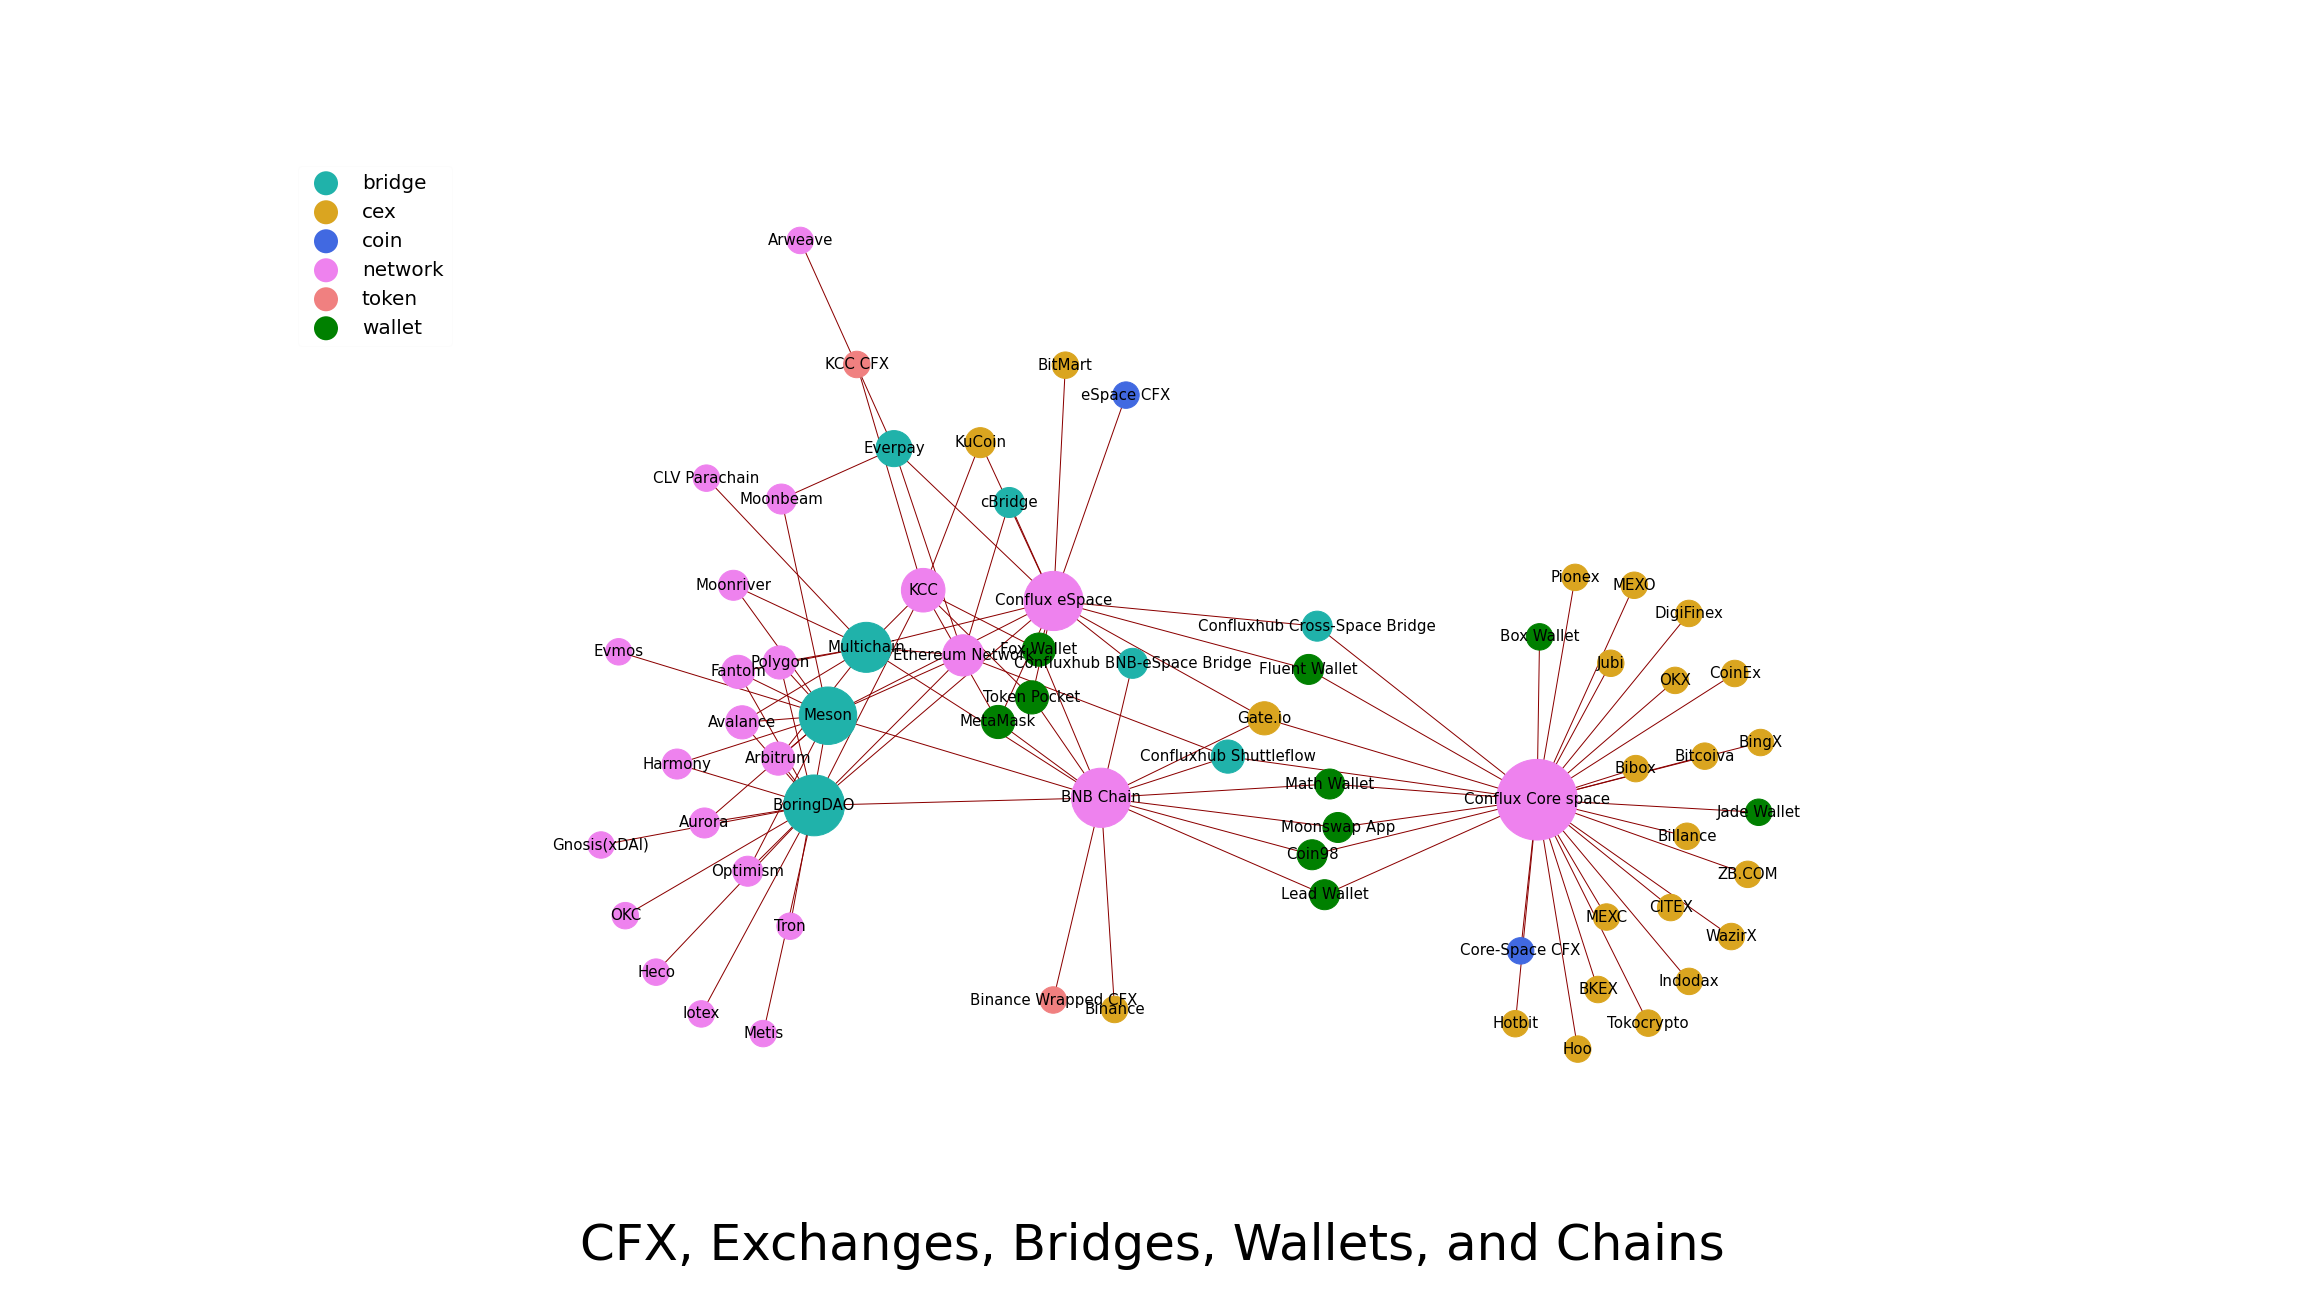 bridge
cex
coin
network
token
wallet
Arweave
KCC CFX
BitMart
eSpace CFX
KuCoin
Everpay
CLV Parachain
Moonbeam
cBridge
Moonriver
KCC
Conflux eSpace
Pionex
MEXO
DigiFinex
Confluxhub Cross-Space Bridge
Box Wallet
Evmos
Multichain
Ethereum Network
Fox Wallet
Polygon
Fantom
Confluxhub BNB-eSpace Bridge
Fluent Wallet
Jubi
OKX
CoinEx
Token Pocket
Avalance
Meson
MetaMask
Gate.io
BingX
Harmony
Arbitrum
Confluxhub Shuttleflow
Bibox
Bitcoiva
Math Wallet
BoringDAO
BNB Chain
Conflux Core space
Jade Wallet
Aurora
Moonswap App
Billance
Gnosis(xDAI)
Coin98
Optimism
ZB.COM
Lead Wallet
OKC
Tron
MEXC
CITEX
WazirX
Core-Space CFX
Heco
Indodax
BKEX
Binance Wrapped CFX
Binance
Iotex
Metis
Hotbit
Tokocrypto
Hoo
CFX, Exchanges, Bridges, Wallets, and Chains